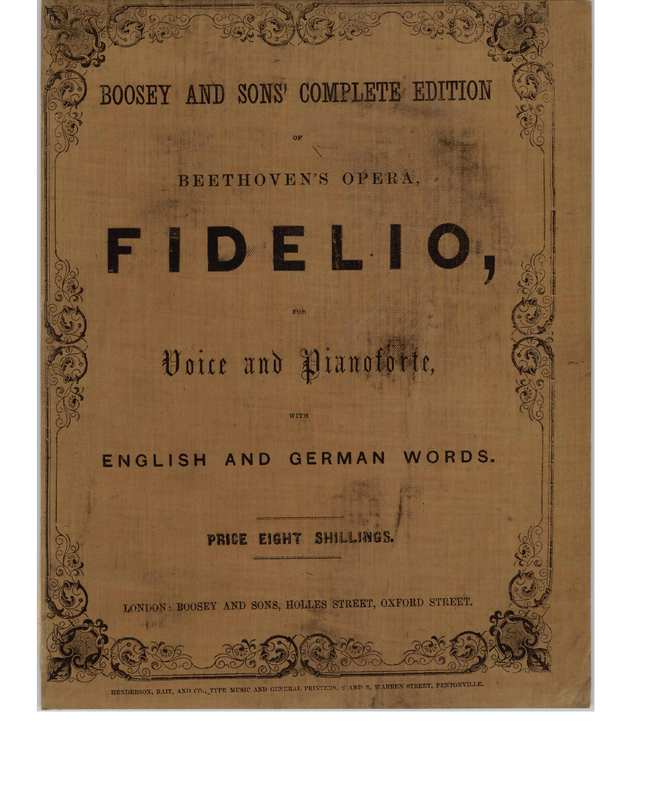 BOOSEY AND SONS' COMPLETE EDITION
OF
BEETHOVEN'S OPERA,
FIDELIO,
FOR
Voice and Pianoforte,
WITH
ENGLISH AND GERMAN WORDS.
PRICE EIGHT SHILLINGS.
LONDON: BOOSEY AND SONS, HOLLES STREET, OXFORD STREET.
HENDERSON, RAIT, AND CO., TYPE MUSIC AND GENERAL PRINTERS, AND 3, WARREN STREET, PENTONVILLE.